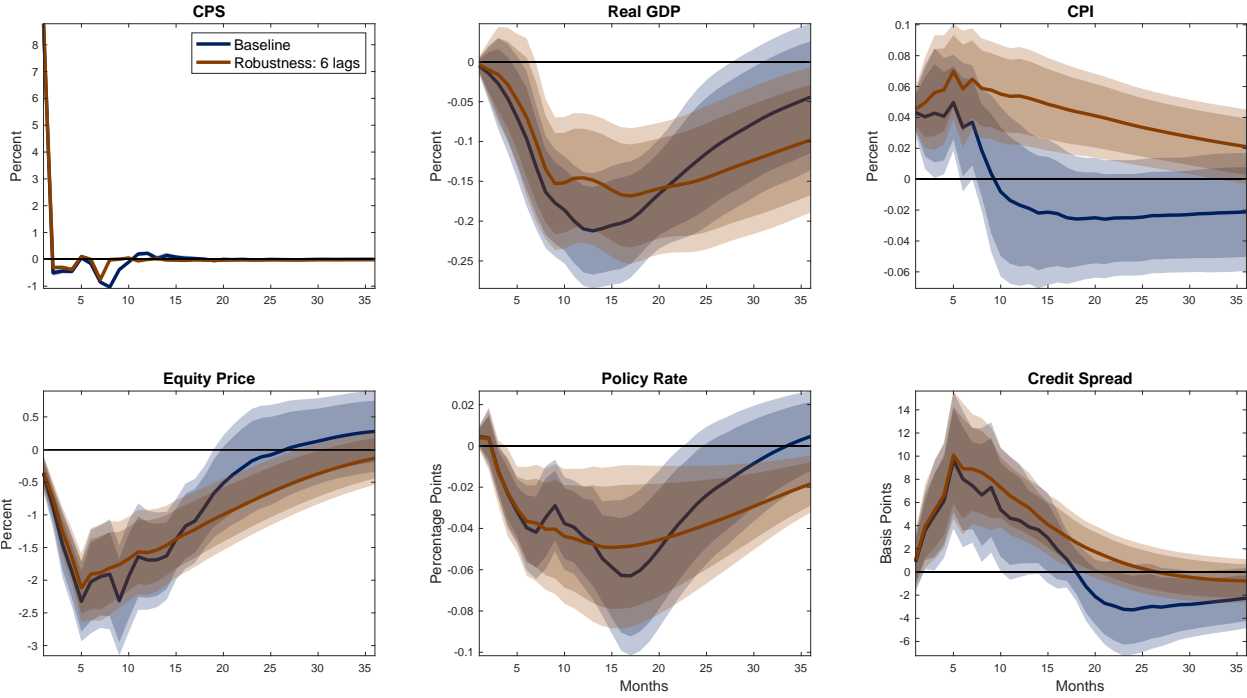 CPS
Percent
8
7
6
5
4
3
2
1
0
-1
5 10 15 20 25 30 35
Baseline
Robustness: 6 lags
Real GDP
Percent
0
-0.05
-0.1
-0.15
-0.2
-0.25
5 10 15 20 25 30 35
CPI
Percent
0.1
0.08
0.06
0.04
0.02
0
-0.02
-0.04
-0.06
5 10 15 20 25 30 35
Equity Price
Percent
0.5
0
-0.5
-1
-1.5
-2
-2.5
-3
5 10 15 20 25 30 35
Policy Rate
Percentage Points
0.02
0
-0.02
-0.04
-0.06
-0.08
-0.1
5 10 15 20 25 30 35
Months
Credit Spread
Basis Points
14
12
10
8
6
4
2
0
-2
-4
-6
5 10 15 20 25 30 35
Months